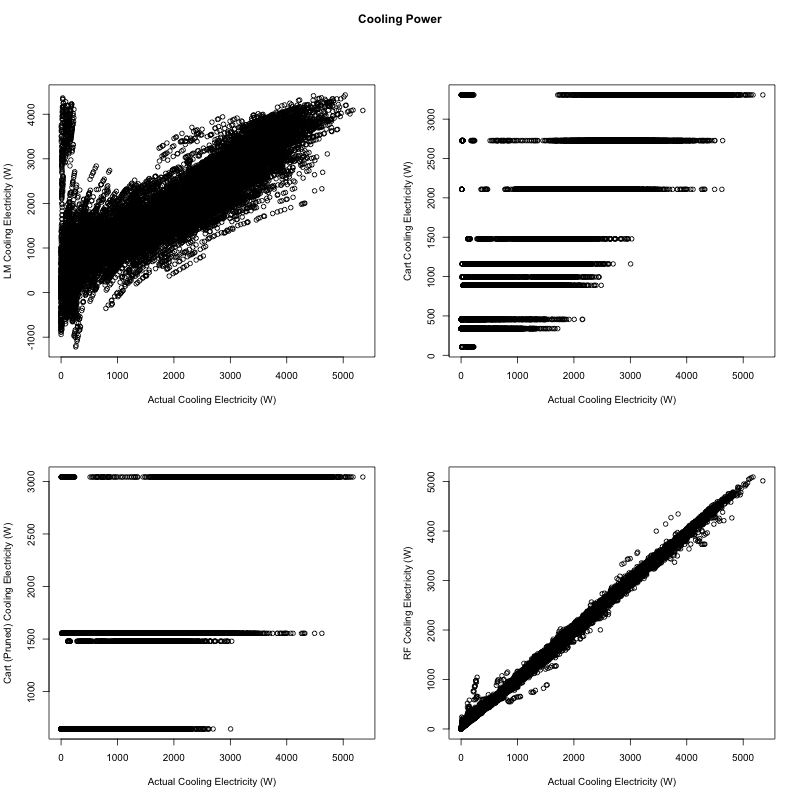 Cooling Power
LM Cooling Electricity (W)
-1000 0 1000 2000 3000 4000
0 1000 2000 3000 4000 5000
Actual Cooling Electricity (W)
Cart Cooling Electricity (W)
0 500 1000 1500 2000 2500 3000
0 1000 2000 3000 4000 5000
Actual Cooling Electricity (W)
Cart (Pruned) Cooling Electricity (W)
1000 1500 2000 2500 3000
0 1000 2000 3000 4000 5000
Actual Cooling Electricity (W)
RF Cooling Electricity (W)
0 1000 2000 3000 4000 5000
0 1000 2000 3000 4000 5000
Actual Cooling Electricity (W)